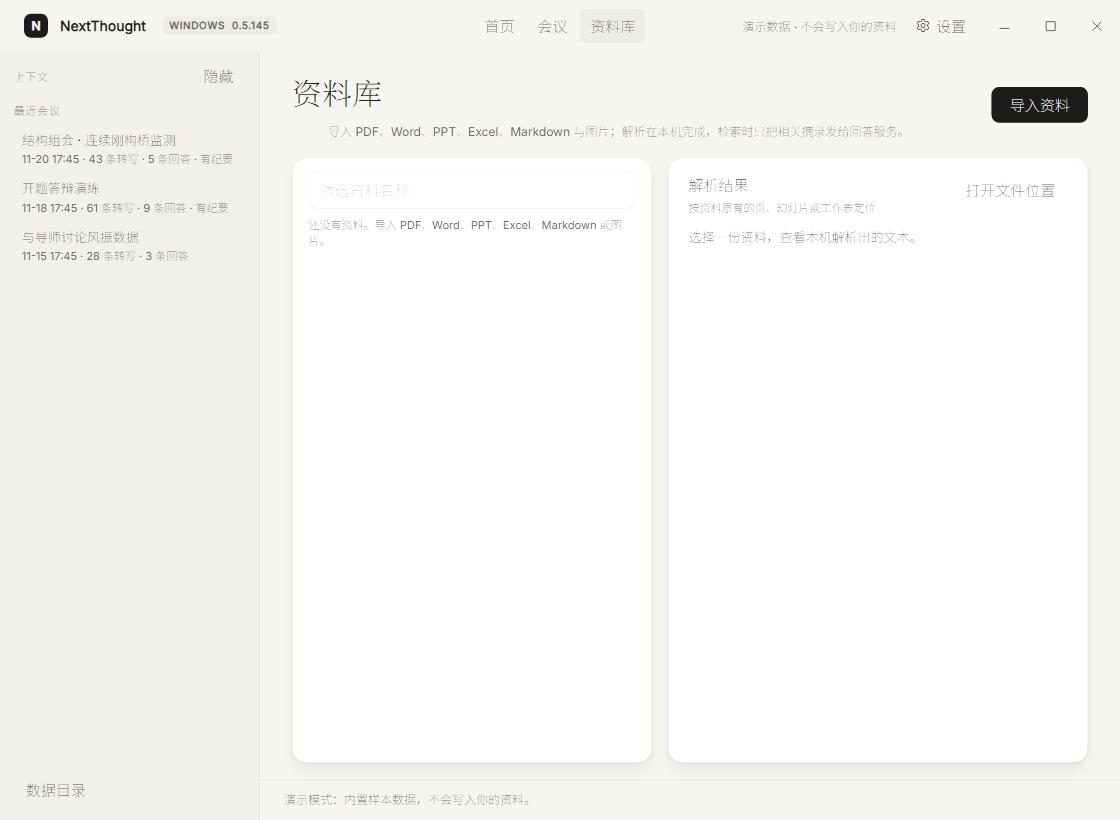 N NextThought WINDOWS 0.5.145 首页 会议 资料库 演示数据 · 不会写入你的资料 设置
上下文 隐藏
最近会议
结构组会 · 连续刚构桥监测
11-20 17:45 · 43 条转写 · 5 条回答 · 有纪要
开题答辩演练
11-18 17:45 · 61 条转写 · 9 条回答 · 有纪要
与导师讨论风振数据
11-15 17:45 · 28 条转写 · 3 条回答
数据目录
资料库
导入 PDF、Word、PPT、Excel、Markdown 与图片；解析在本机完成，检索时只把相关摘录发给回答服务。
导入资料
筛选资料名称
还没有资料。导入 PDF、Word、PPT、Excel、Markdown 或图
片。
解析结果
按资料原有的页、幻灯片或工作表定位
打开文件位置
选择一份资料，查看本机解析出的文本。
演示模式：内置样本数据，不会写入你的资料。